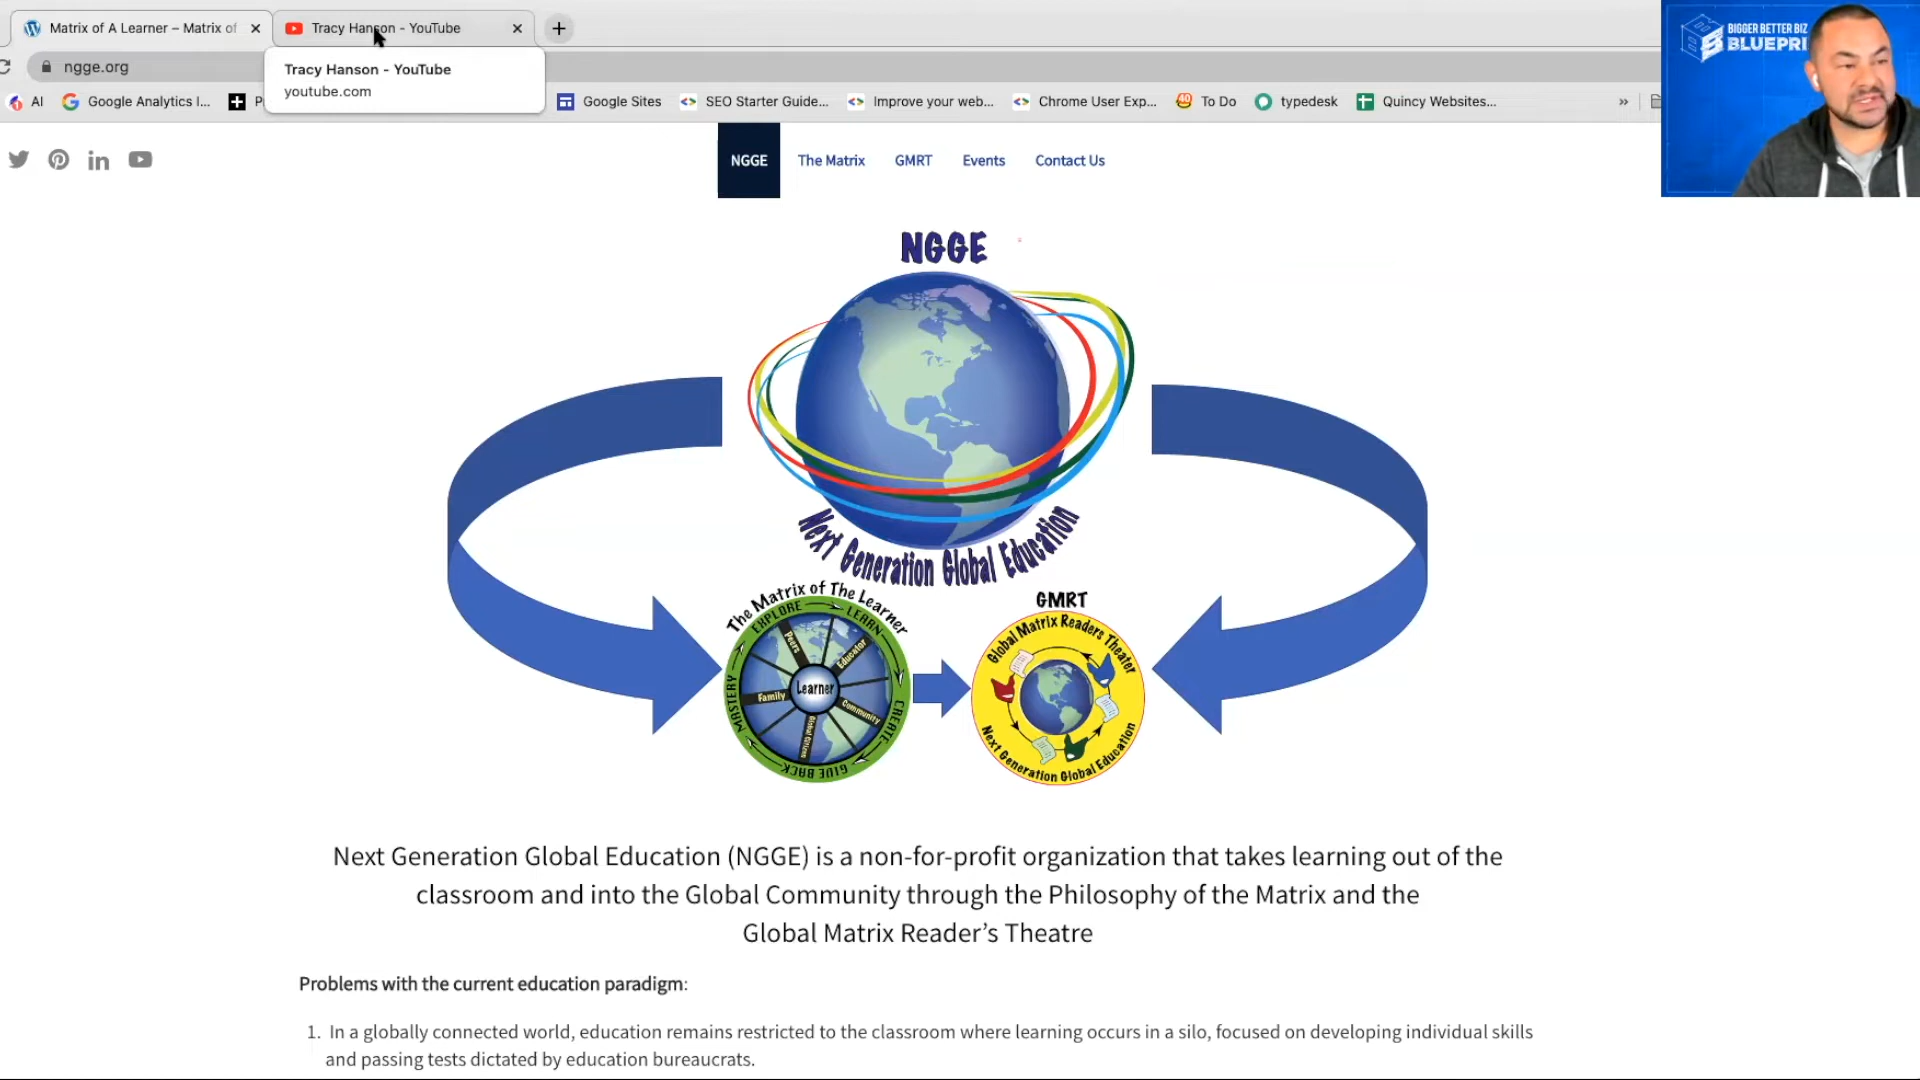 Matrix of A Learner – Matrix of
Tracy Hanson - YouTube
ngge.org
Tracy Hanson - YouTube
youtube.com
AI
Google Analytics I...
Google Sites
SEO Starter Guide...
Improve your web...
Chrome User Exp...
To Do
typedesk
Quincy Websites...
»
BIGGER BETTER BIZ
BLUEPRI
NGGE
The Matrix
GMRT
Events
Contact Us
NGGE
Next Generation Global Education
The Matrix of The Learner
EXPLORE
LEARN
CREATE
GIVE BACK
MASTERY
Peers
Educator
Community
Global Citizen
Family
Learner
GMRT
Global Matrix Readers Theater
Next Generation Global Education
Next Generation Global Education (NGGE) is a non-for-profit organization that takes learning out of the
classroom and into the Global Community through the Philosophy of the Matrix and the
Global Matrix Reader’s Theatre
Problems with the current education paradigm:
1. In a globally connected world, education remains restricted to the classroom where learning occurs in a silo, focused on developing individual skills
and passing tests dictated by education bureaucrats.